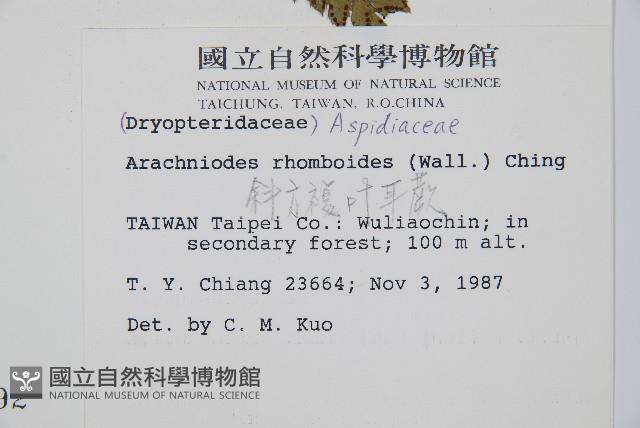 國立自然科學博物館
NATIONAL MUSEUM OF NATURAL SCIENCE
TAICHUNG, TAIWAN, R.O.CHINA
(Dryopteridaceae) Aspidiaceae
Arachniodes rhomboides (Wall.) Ching
斜方複叶耳蕨
TAIWAN Taipei Co.: Wuliaochin; in
secondary forest; 100 m alt.
T. Y. Chiang 23664; Nov 3, 1987
Det. by C. M. Kuo
國立自然科學博物館
NATIONAL MUSEUM OF NATURAL SCIENCE